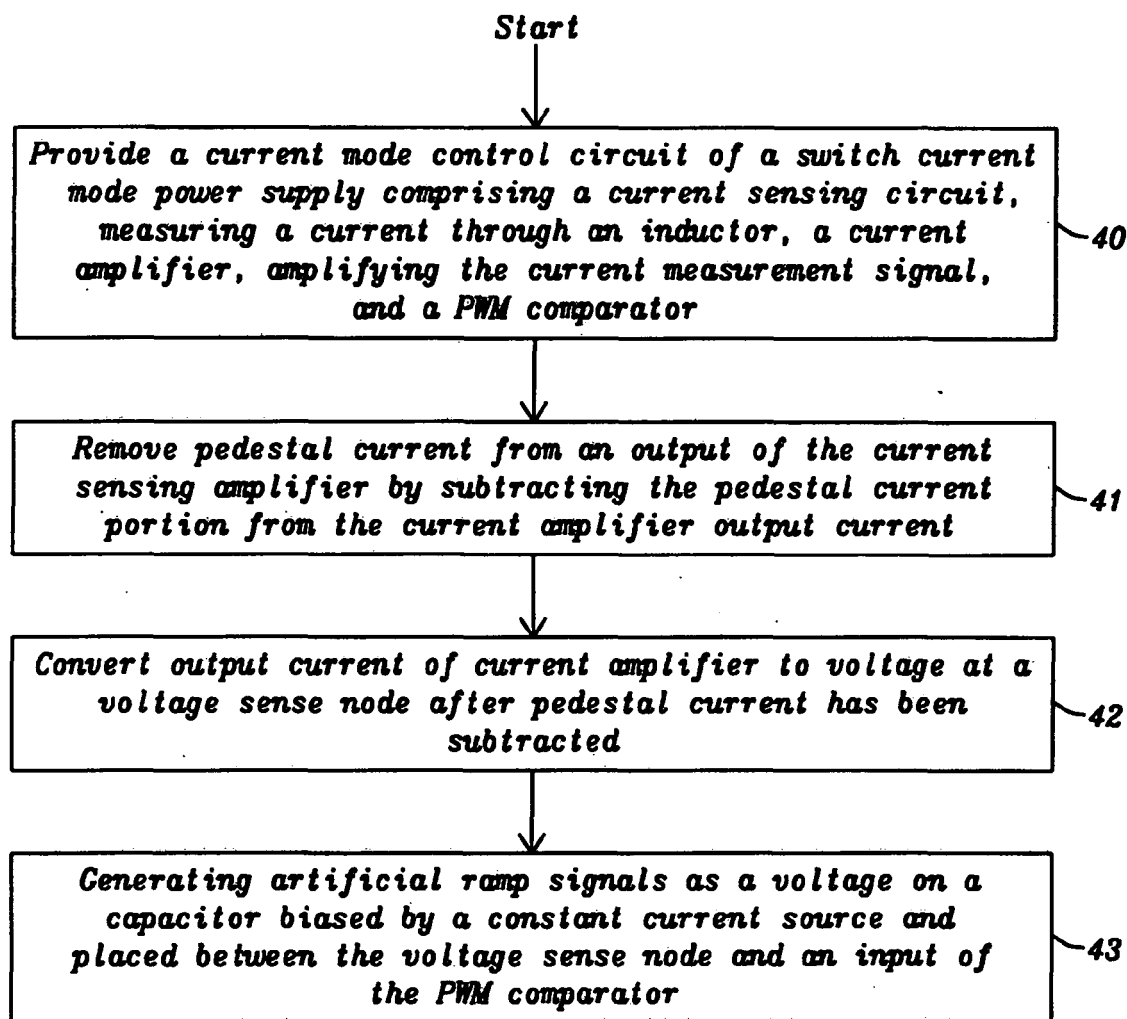 Start
Provide a current mode control circuit of a switch current
mode power supply comprising a current sensing circuit,
measuring a current through an inductor, a current
amplifier, amplifying the current measurement signal,
and a PWM comparator
40
Remove pedestal current from an output of the current
sensing amplifier by subtracting the pedestal current
portion from the current amplifier output current
41
Convert output current of current amplifier to voltage at a
voltage sense node after pedestal current has been
subtracted
42
Generating artificial ramp signals as a voltage on a
capacitor biased by a constant current source and
placed between the voltage sense node and an input of
the PWM comparator
43